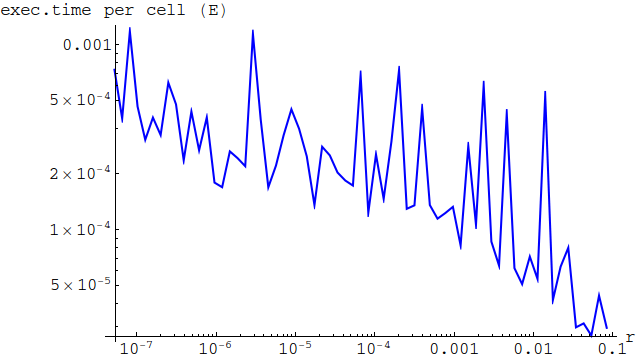 exec.time per cell (E)
0.001
5×10⁻⁴
2×10⁻⁴
1×10⁻⁴
5×10⁻⁵
r
10⁻⁷ 10⁻⁶ 10⁻⁵ 10⁻⁴ 0.001 0.01 0.1